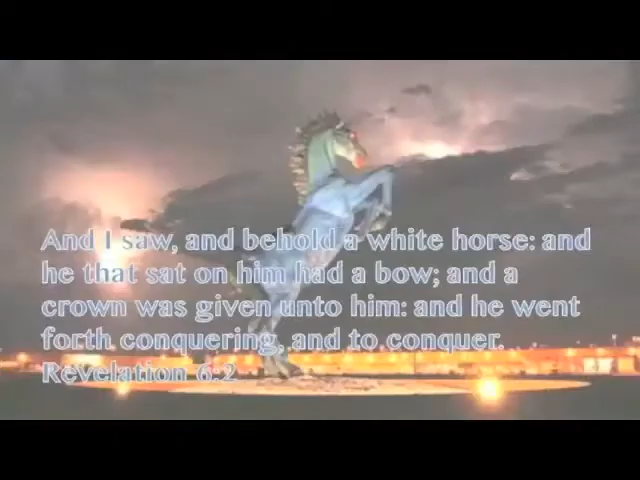 And I saw, and behold a white horse: and
he that sat on him had a bow; and a
crown was given unto him: and he went
forth conquering, and to conquer.
Revelation 6:2